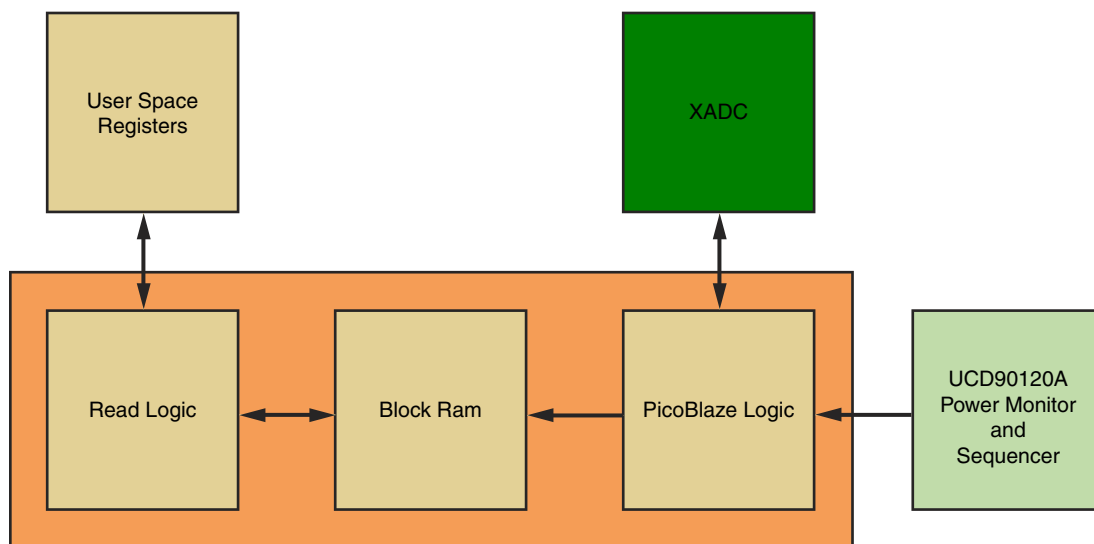 User Space
Registers
XADC
Read Logic
Block Ram
PicoBlaze Logic
UCD90120A
Power Monitor
and
Sequencer